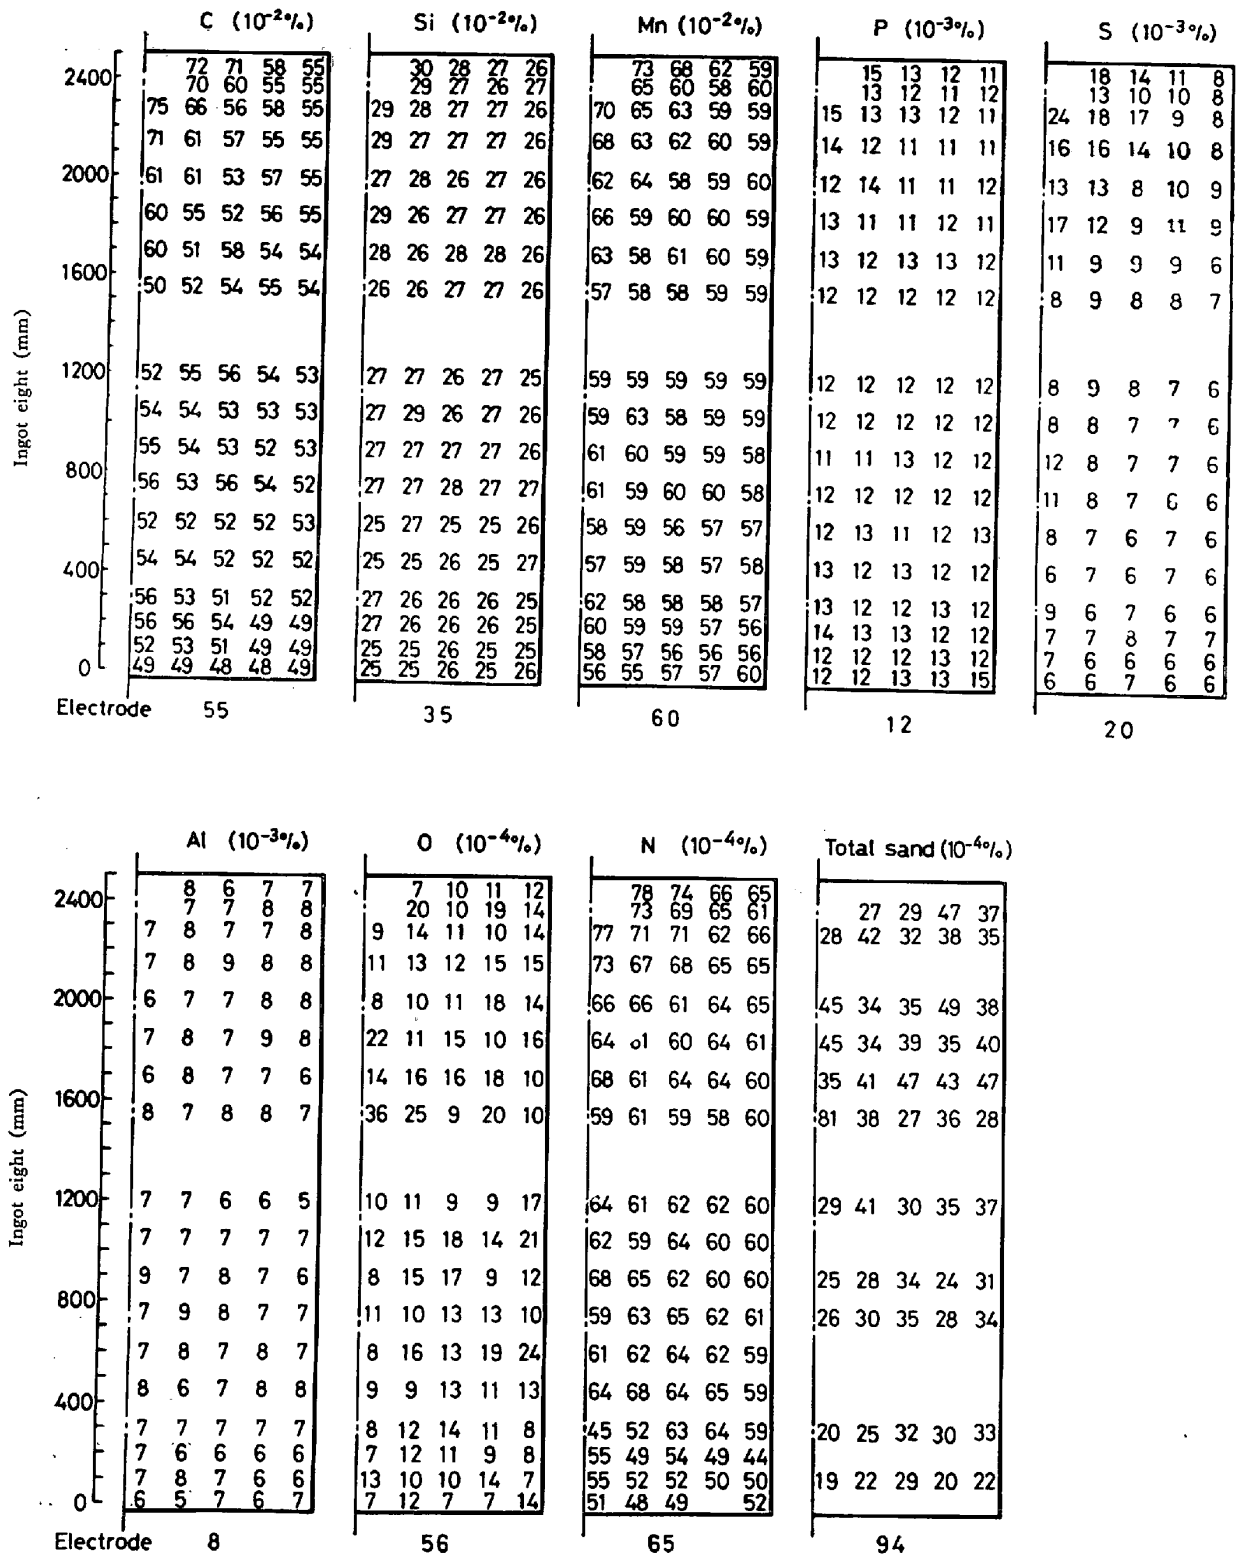 C (10⁻²%) Si (10⁻²%) Mn (10⁻²%) P (10⁻³%) S (10⁻³%)
2400 72 71 58 55 30 28 27 26 73 68 62 59 15 13 12 11 18 14 11 8
70 60 55 55 29 27 26 27 65 60 58 60 13 12 11 12 13 10 10 8
75 66 56 58 55 29 28 27 27 26 70 65 63 59 59 15 13 13 12 11 24 18 17 9 8
71 61 57 55 55 29 27 27 27 26 68 63 62 60 59 14 12 11 11 11 16 16 14 10 8
2000 61 61 53 57 55 27 28 26 27 26 62 64 58 59 60 12 14 11 11 12 13 13 8 10 9
60 55 52 56 55 29 26 27 27 26 66 59 60 60 59 13 11 11 12 11 17 12 9 11 9
60 51 58 54 54 28 26 28 28 26 63 58 61 60 59 13 12 13 13 12 11 9 9 9 6
1600 50 52 54 55 54 26 26 27 27 26 57 58 58 59 59 12 12 12 12 12 8 9 8 8 7
Ingot eight (mm)
1200 52 55 56 54 53 27 27 26 27 25 59 59 59 59 59 12 12 12 12 12 8 9 8 7 6
54 54 53 53 53 27 29 26 27 26 59 63 58 59 59 12 12 12 12 12 8 8 7 7 6
55 54 53 52 53 27 27 27 27 26 61 60 59 59 58 11 11 13 12 12 12 8 7 7 6
800 56 53 56 54 52 27 27 28 27 27 61 59 60 60 58 12 12 12 12 12 11 8 7 6 6
52 52 52 52 53 25 27 25 25 26 58 59 56 57 57 12 13 11 12 13 8 7 6 7 6
400 54 54 52 52 52 25 25 26 25 27 57 59 58 57 58 13 12 13 12 12 6 7 6 7 6
56 53 51 52 52 27 26 26 26 25 62 58 58 58 57 13 12 12 13 12 9 6 7 6 6
56 56 54 49 49 27 26 26 26 25 60 59 59 57 56 14 13 13 12 12 7 7 8 7 7
52 53 51 49 49 25 25 26 25 25 58 57 56 56 56 12 12 12 13 12 7 6 6 6 6
0 49 49 48 48 49 25 25 26 25 26 56 55 57 57 60 12 12 13 13 15 6 6 7 6 6
Electrode 55 35 60 12 20
Al (10⁻³%) O (10⁻⁴%) N (10⁻⁴%) Total sand (10⁻⁴%)
2400 8 6 7 7 7 10 11 12 78 74 66 65
7 7 8 8 20 10 19 14 73 69 65 61 27 29 47 37
7 8 7 7 8 9 14 11 10 14 77 71 71 62 66 28 42 32 38 35
7 8 9 8 8 11 13 12 15 15 73 67 68 65 65
2000 6 7 7 8 8 8 10 11 18 14 66 66 61 64 65 45 34 35 49 38
7 8 7 9 8 22 11 15 10 16 64 60 64 61 45 34 39 35 40
6 8 7 7 6 14 16 16 18 10 68 61 64 64 60 35 41 47 43 47
1600 8 7 8 8 7 36 25 9 20 10 59 61 59 58 60 81 38 27 36 28
Ingot eight (mm)
1200 7 7 6 6 5 10 11 9 9 17 64 61 62 62 60 29 41 30 35 37
7 7 7 7 7 12 15 18 14 21 62 59 64 60 60
9 7 8 7 6 8 15 17 9 12 68 65 62 60 60 25 28 34 24 31
800 7 9 8 7 7 11 10 13 13 10 59 63 65 62 61 26 30 35 28 34
7 8 7 8 7 8 16 13 19 24 61 62 64 62 59
400 8 6 7 8 8 9 9 13 11 13 64 68 64 65 59
7 7 7 7 7 8 12 14 11 8 45 52 63 64 59 20 25 32 30 33
7 6 6 6 6 7 12 11 9 8 55 49 54 49 44
7 8 7 6 6 13 10 10 14 7 55 52 52 50 50 19 22 29 20 22
0 6 5 7 6 7 7 12 7 7 14 51 48 49 52
Electrode 8 56 65 94